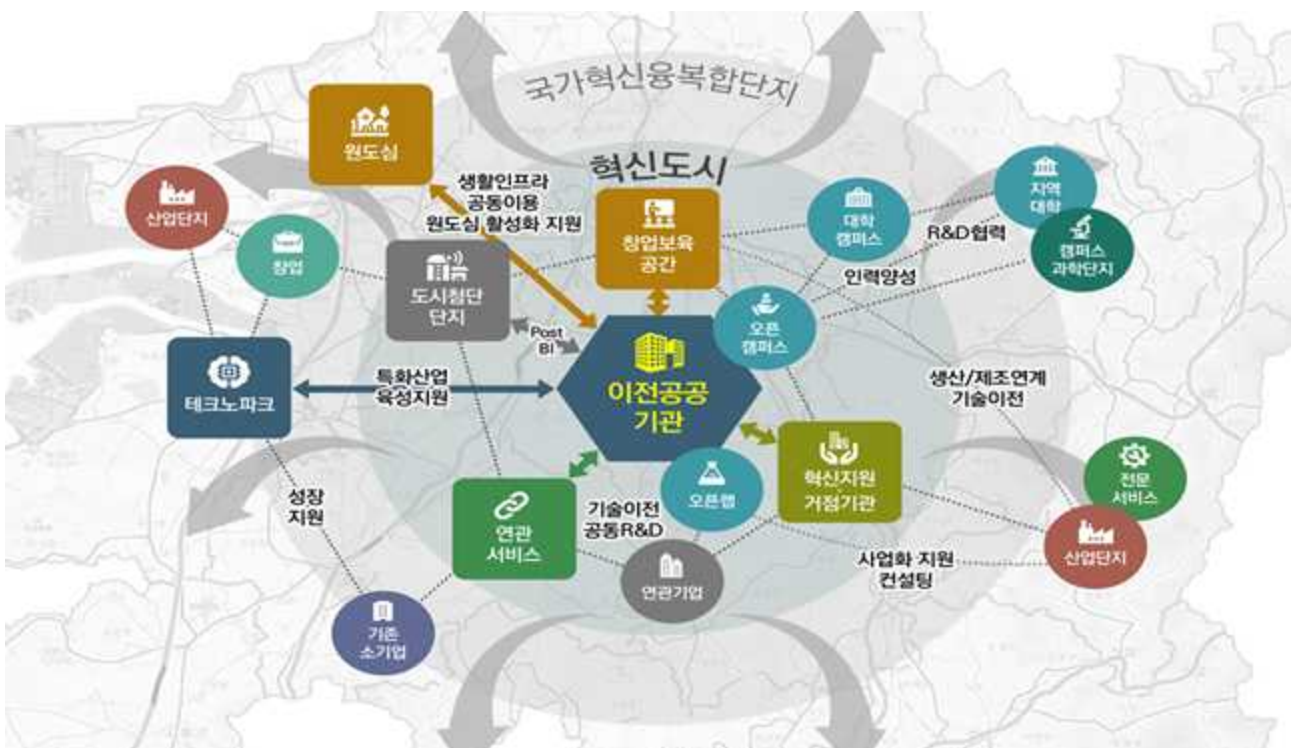 국가혁신융복합단지
혁신도시
원도심
생활인프라
공동이용
원도심 활성화 지원
산업단지
창업
도시첨단
단지
창업보육
공간
대학
캠퍼스
지역
대학
R&D협력
캠퍼스
과학단지
인력양성
오픈
캠퍼스
Post
BI
이전공공
기관
테크노파크
특화산업
육성지원
생산/제조연계
기술이전
혁신지원
거점기관
전문
서비스
산업단지
오픈랩
기술이전
공동R&D
연관
서비스
성장
지원
사업화 지원
컨설팅
연관기업
기존
소기업